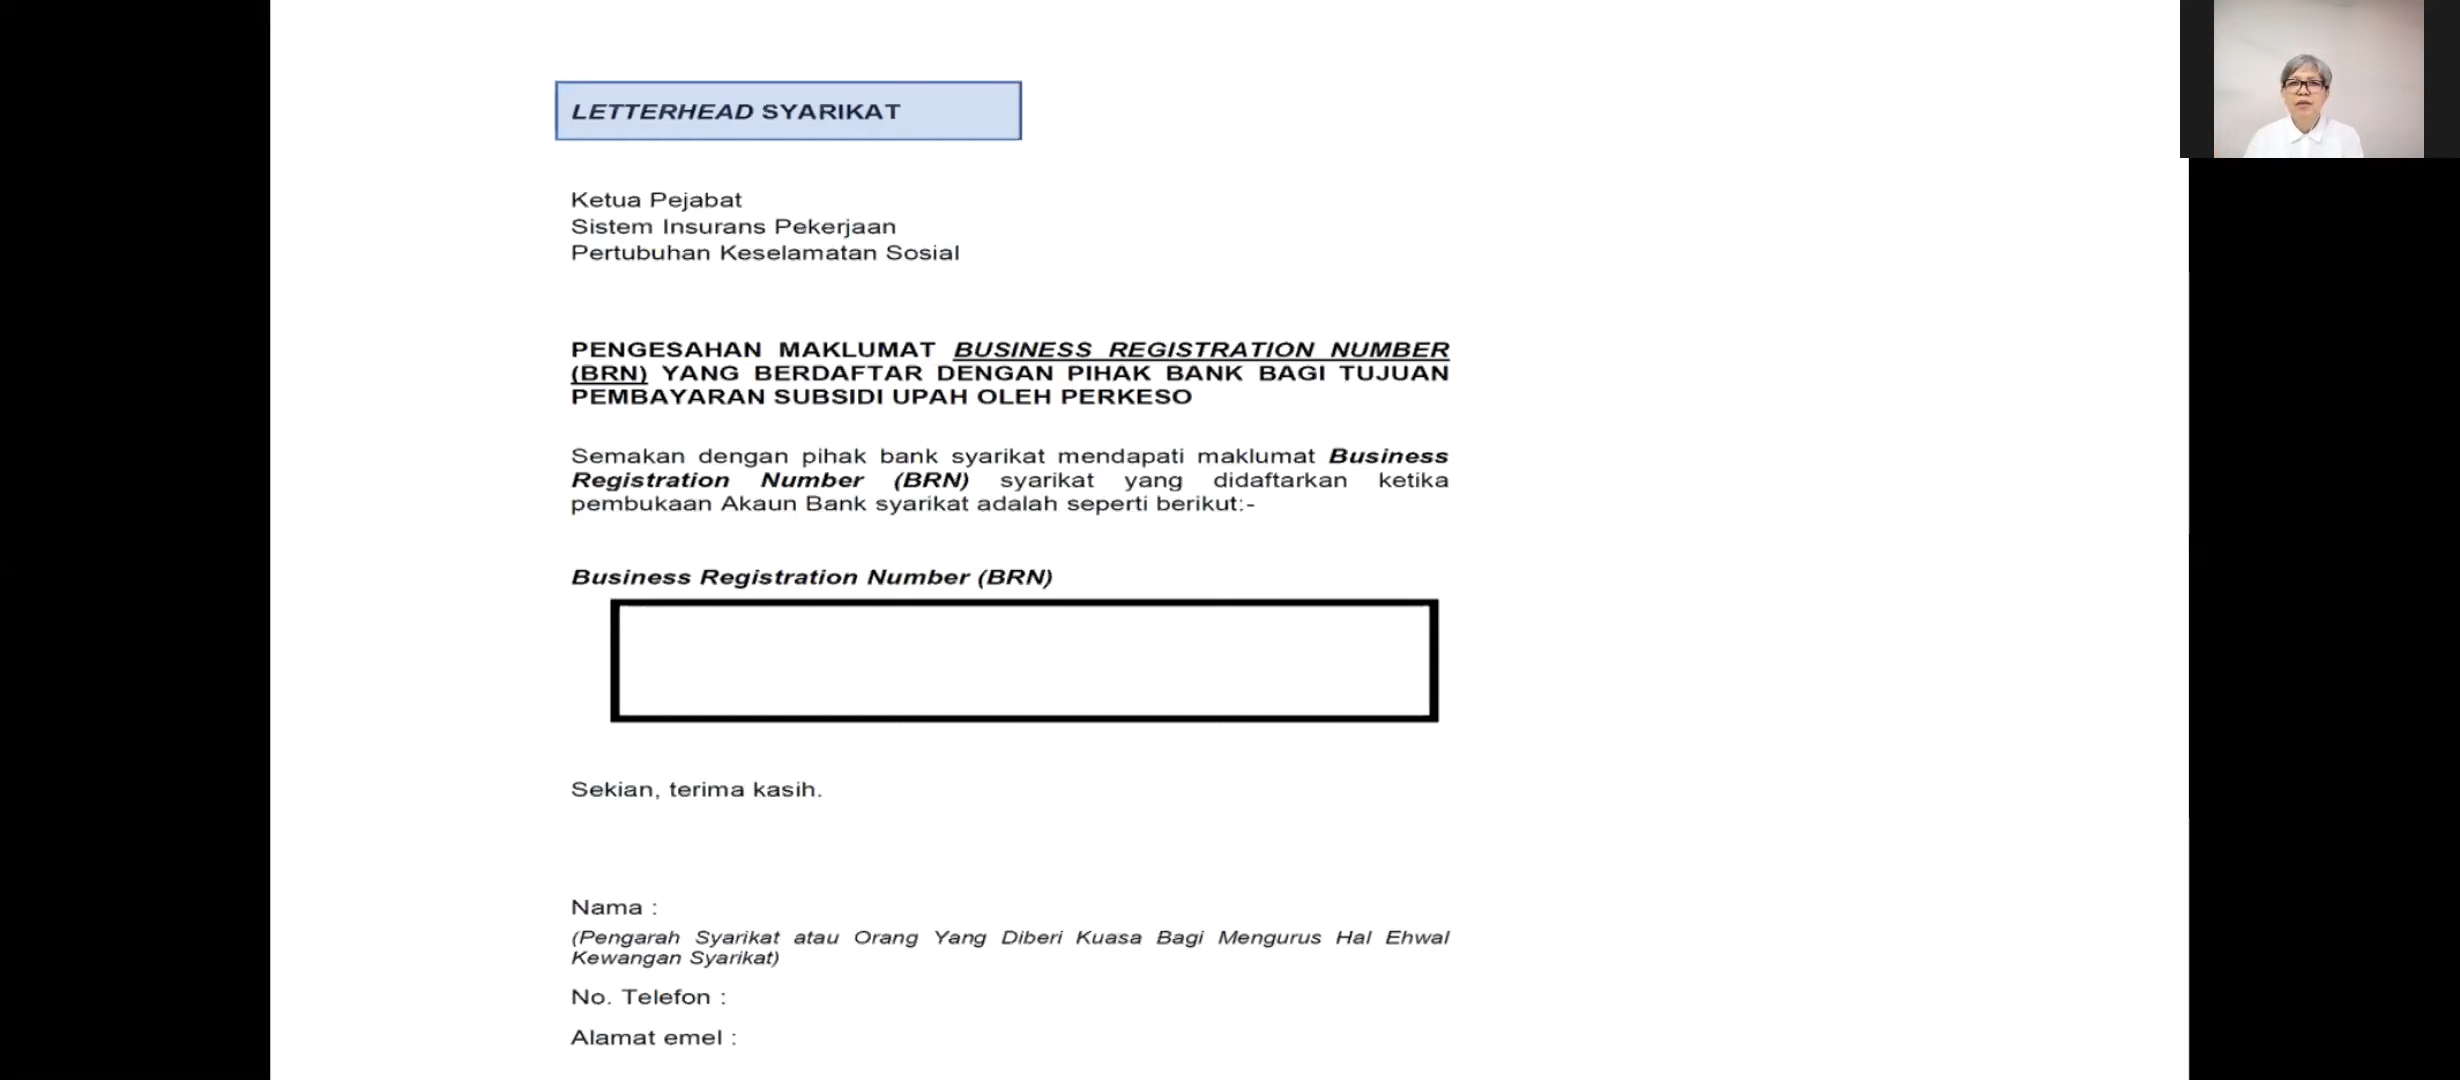 LETTERHEAD SYARIKAT
Ketua Pejabat
Sistem Insurans Pekerjaan
Pertubuhan Keselamatan Sosial
PENGESAHAN MAKLUMAT BUSINESS REGISTRATION NUMBER
(BRN) YANG BERDAFTAR DENGAN PIHAK BANK BAGI TUJUAN
PEMBAYARAN SUBSIDI UPAH OLEH PERKESO
Semakan dengan pihak bank syarikat mendapati maklumat Business
Registration Number (BRN) syarikat yang didaftarkan ketika
pembukaan Akaun Bank syarikat adalah seperti berikut:-
Business Registration Number (BRN)
Sekian, terima kasih.
Nama :
(Pengarah Syarikat atau Orang Yang Diberi Kuasa Bagi Mengurus Hal Ehwal
Kewangan Syarikat)
No. Telefon :
Alamat emel :